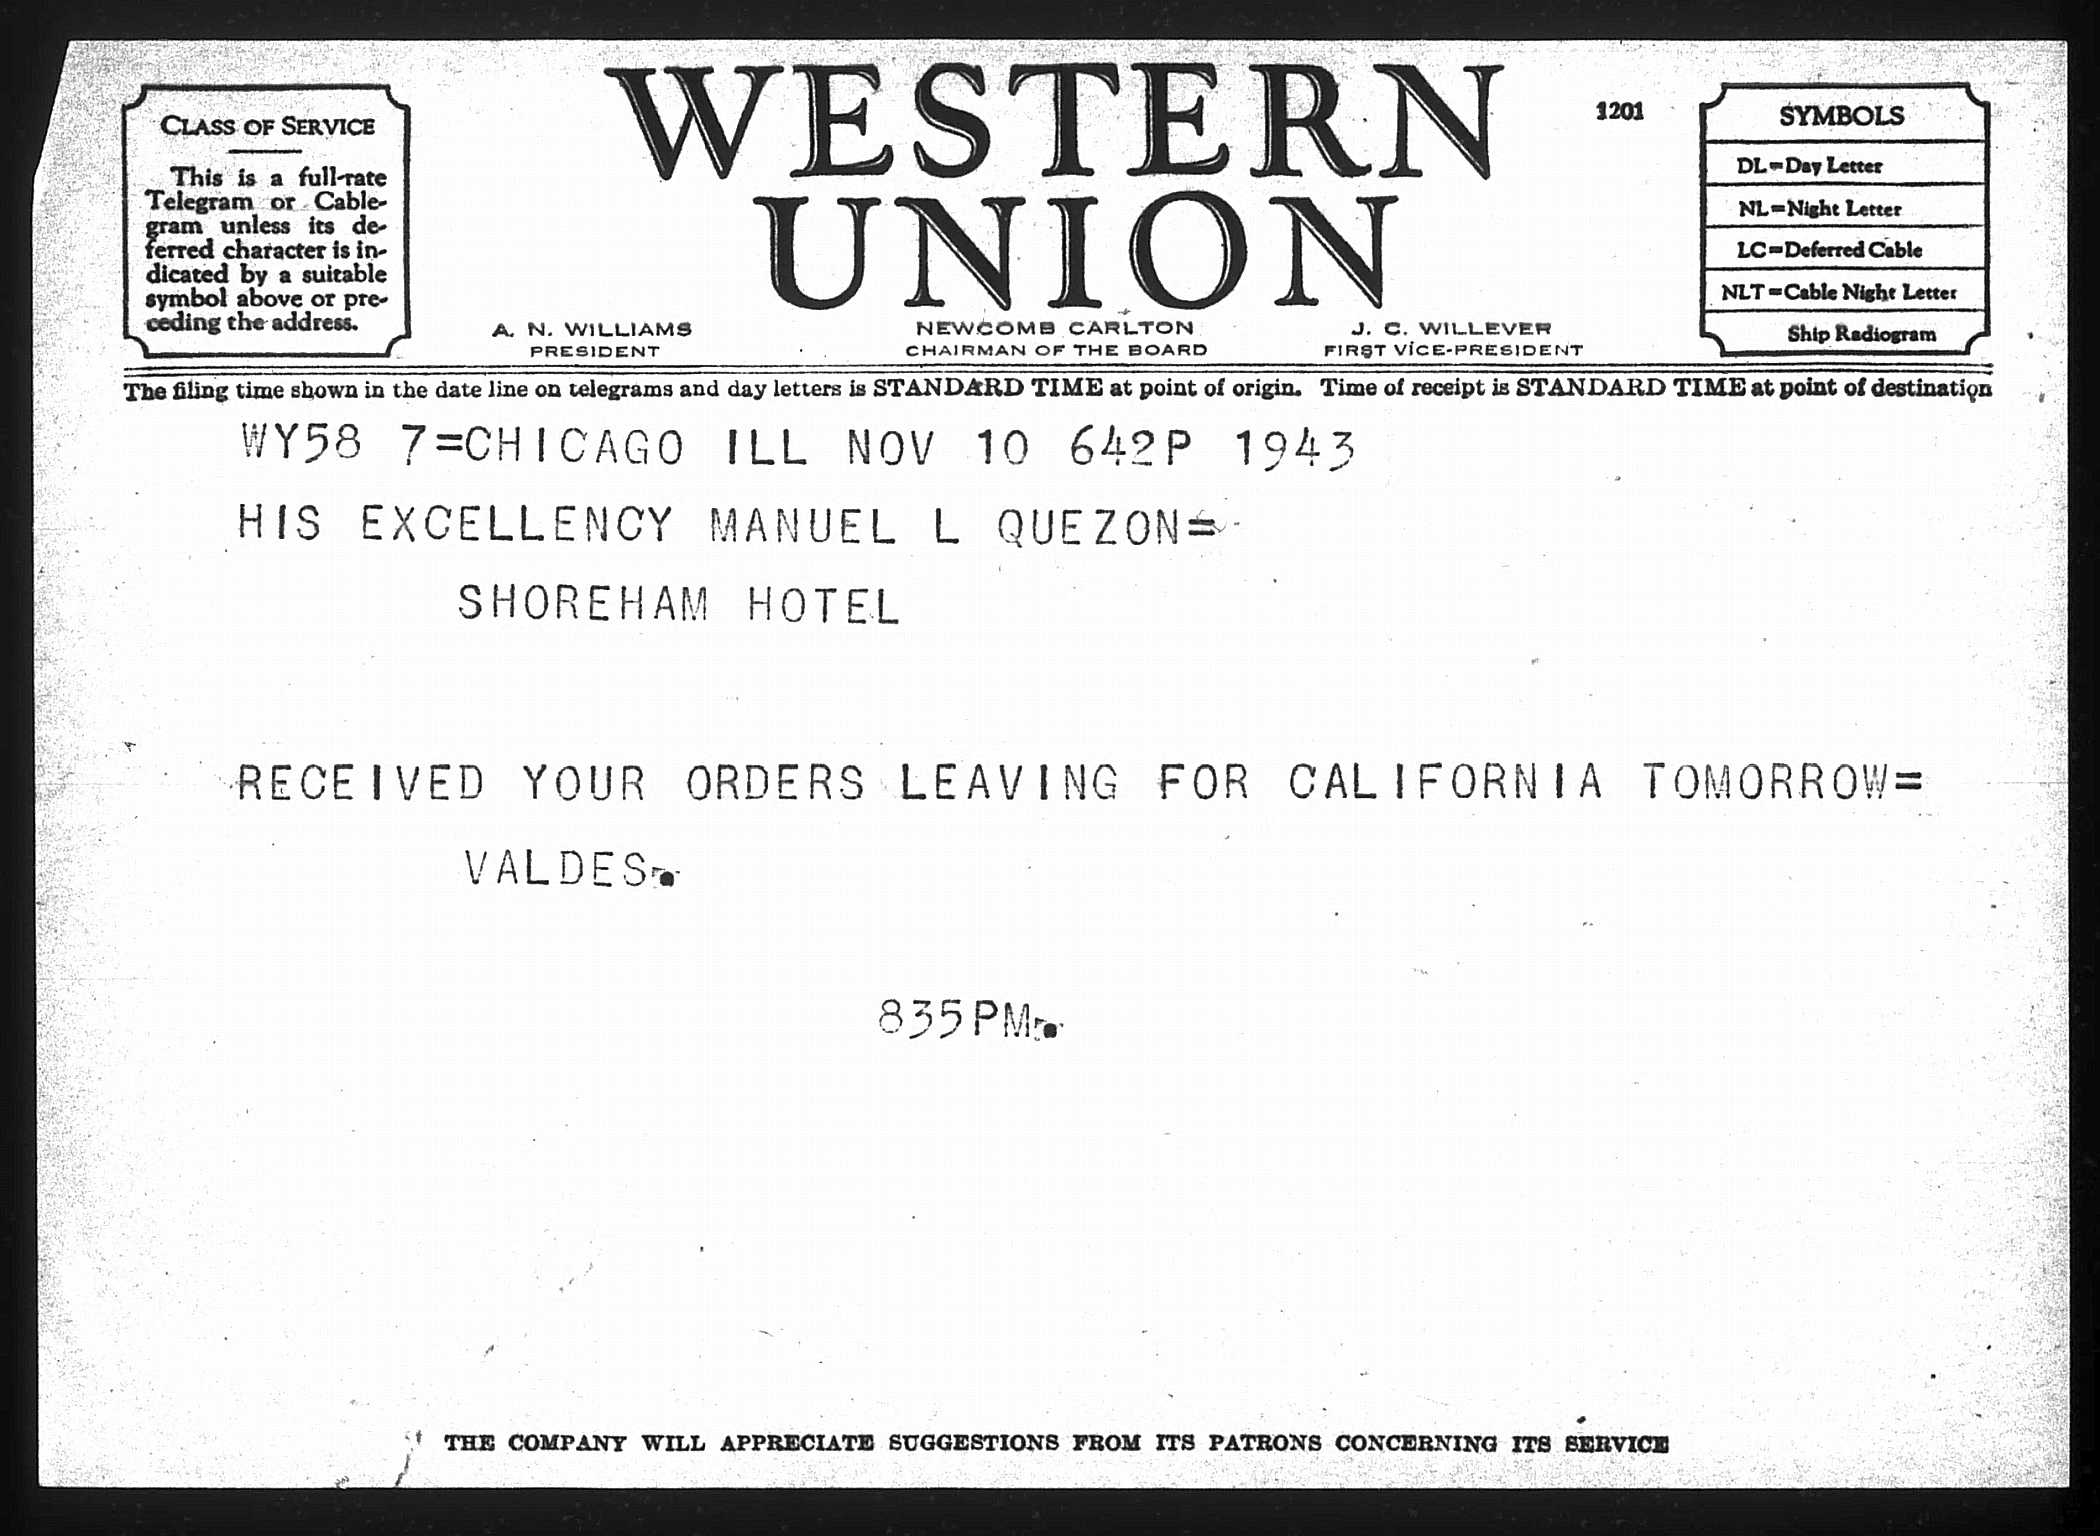 CLASS OF SERVICE
This is a full-rate
Telegram or Cable-
gram unless its de-
ferred character is in-
dicated by a suitable
symbol above or pre-
ceding the address.
WESTERN
UNION
1201
SYMBOLS
DL=Day Letter
NL=Night Letter
LC=Deferred Cable
NLT=Cable Night Letter
Ship Radiogram
A. N. WILLIAMS
PRESIDENT
NEWCOMB CARLTON
CHAIRMAN OF THE BOARD
J. C. WILLEVER
FIRST VICE-PRESIDENT
The filing time shown in the date line on telegrams and day letters is STANDARD TIME at point of origin. Time of receipt is STANDARD TIME at point of destination
WY58 7=CHICAGO ILL NOV 10 642P 1943
HIS EXCELLENCY MANUEL L QUEZON=
SHOREHAM HOTEL
RECEIVED YOUR ORDERS LEAVING FOR CALIFORNIA TOMORROW=
VALDES.
835PM.
THE COMPANY WILL APPRECIATE SUGGESTIONS FROM ITS PATRONS CONCERNING ITS SERVICE